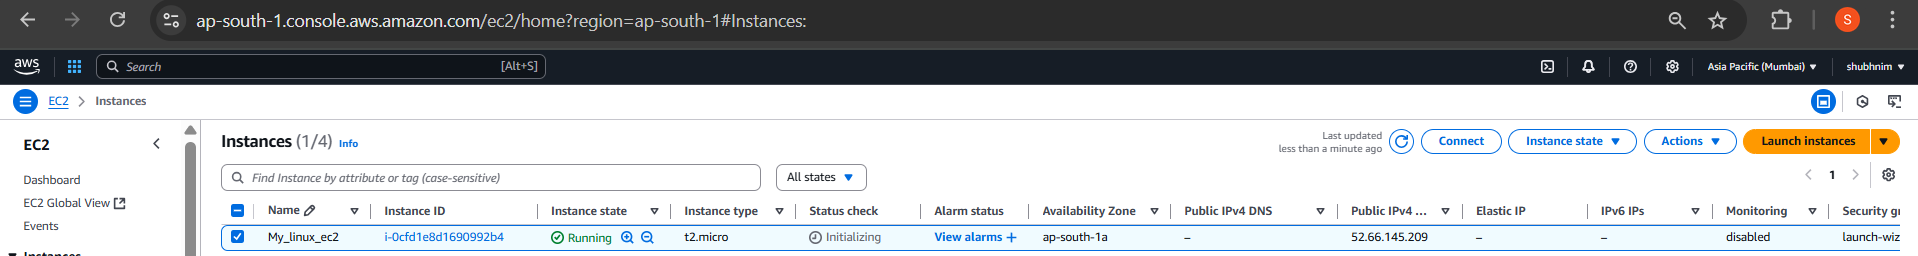 ap-south-1.console.aws.amazon.com/ec2/home?region=ap-south-1#Instances:
S
aws
Search
[Alt+S]
Asia Pacific (Mumbai)
shubhnim
EC2 > Instances
EC2
Dashboard
EC2 Global View
Events
Instances
Instances (1/4) Info
Last updated
less than a minute ago
Connect
Instance state
Actions
Launch instances
Find Instance by attribute or tag (case-sensitive)
All states
1
Name Instance ID Instance state Instance type Status check Alarm status Availability Zone Public IPv4 DNS Public IPv4 ... Elastic IP IPv6 IPs Monitoring Security gr
My_linux_ec2 i-0cfd1e8d1690992b4 Running t2.micro Initializing View alarms + ap-south-1a – 52.66.145.209 – – disabled launch-wiz